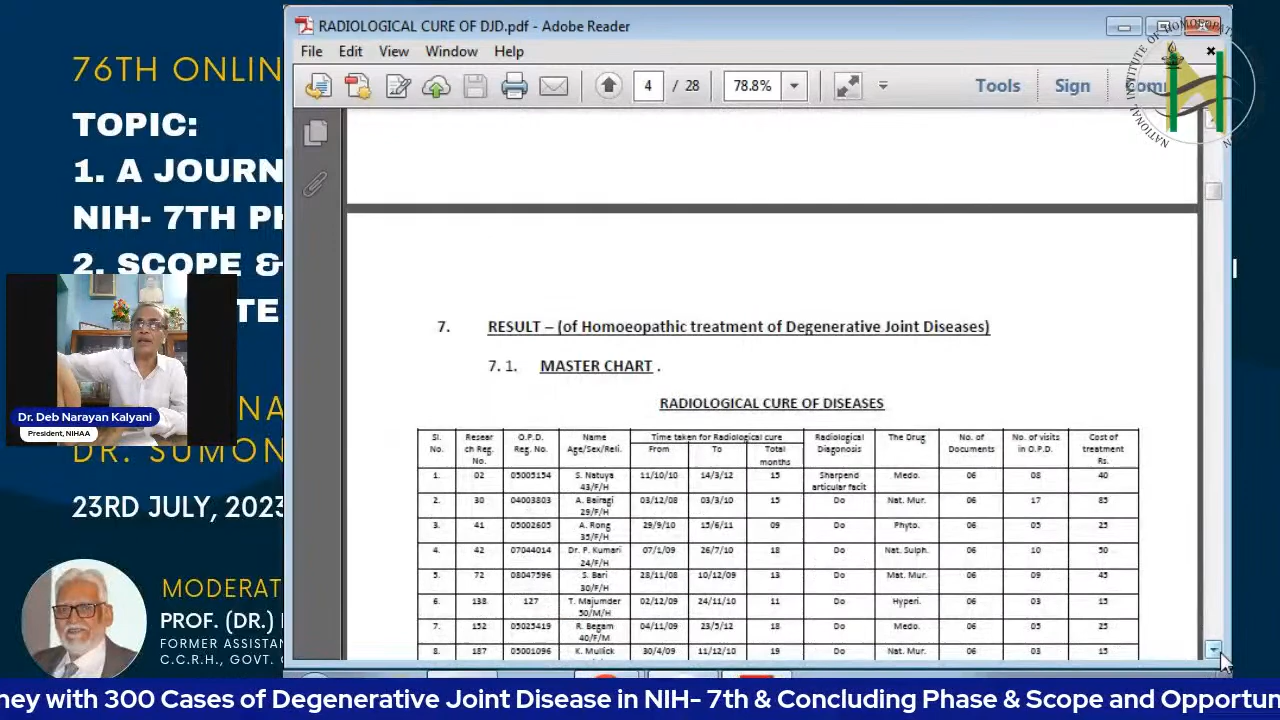 76TH ONLIN
TOPIC:
1. A JOURN
NIH- 7TH PH
2. SCOPE &
TE
NA
DR. SUMON
23RD JULY, 2023
MODERAT
PROF. (DR.)
FORMER ASSISTAN
C.C.R.H., GOVT.
Dr. Deb Narayan Kalyani
President, NIHAA
RADIOLOGICAL CURE OF DJD.pdf - Adobe Reader
File Edit View Window Help
4 / 28 78.8% Tools Sign Comm
NATIONAL INSTITUTE OF HOMOEOPATHY
7. RESULT – (of Homoeopathic treatment of Degenerative Joint Diseases)
7. 1. MASTER CHART .
RADIOLOGICAL CURE OF DISEASES
Sl. No. Resear ch Reg. No. O.P.D. Reg. No. Name Age/Sex/Reli. Time taken for Radiological cure From To Total months Radiological Diagonosis The Drug No. of Documents No. of visits in O.P.D. Cost of treatment Rs.
1. 02 05005154 S. Natuya 43/F/H 11/10/10 14/3/12 15 Sharpend articular facit Medo. 06 08 40
2. 30 04003803 A. Bairagi 29/F/H 03/12/08 03/3/10 15 Do Nat. Mur. 06 17 85
3. 41 05002605 A. Rong 35/F/H 29/9/10 15/6/11 09 Do Phyto. 06 05 25
4. 42 07044014 Dr. P. Kumari 24/F/H 07/1/09 26/7/10 18 Do Nat. Sulph. 06 10 50
5. 72 08047596 S. Bari 30/F/H 28/11/08 10/12/09 13 Do Mat. Mur. 06 09 45
6. 138 127 T. Majumder 50/M/H 02/12/09 24/11/10 11 Do Hyperi. 06 03 15
7. 152 05025419 R. Begam 40/F/M 04/11/09 23/5/12 18 Do Medo. 06 05 25
8. 187 05001096 K. Mullick 30/4/09 11/12/10 19 Do Nat. Mur. 06 03 15
ney with 300 Cases of Degenerative Joint Disease in NIH- 7th & Concluding Phase & Scope and Opportun